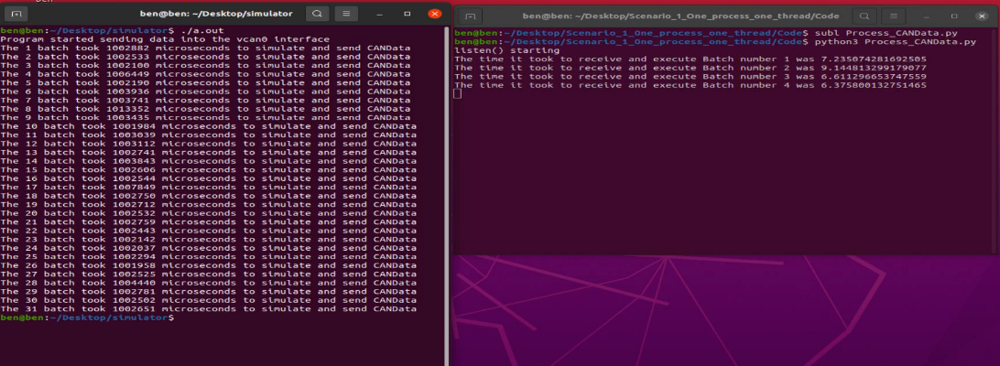 ben@ben: ~/Desktop/simulator
ben@ben:~/Desktop/simulator$ ./a.out
Program started sending data into the vcan0 interface
The 1 batch took 1002882 microseconds to simulate and send CANData
The 2 batch took 1002533 microseconds to simulate and send CANData
The 3 batch took 1002100 microseconds to simulate and send CANData
The 4 batch took 1006449 microseconds to simulate and send CANData
The 5 batch took 1002190 microseconds to simulate and send CANData
The 6 batch took 1003936 microseconds to simulate and send CANData
The 7 batch took 1003741 microseconds to simulate and send CANData
The 8 batch took 1013352 microseconds to simulate and send CANData
The 9 batch took 1003435 microseconds to simulate and send CANData
The 10 batch took 1001984 microseconds to simulate and send CANData
The 11 batch took 1003039 microseconds to simulate and send CANData
The 12 batch took 1003112 microseconds to simulate and send CANData
The 13 batch took 1002741 microseconds to simulate and send CANData
The 14 batch took 1003843 microseconds to simulate and send CANData
The 15 batch took 1002606 microseconds to simulate and send CANData
The 16 batch took 1002544 microseconds to simulate and send CANData
The 17 batch took 1007849 microseconds to simulate and send CANData
The 18 batch took 1002750 microseconds to simulate and send CANData
The 19 batch took 1002712 microseconds to simulate and send CANData
The 20 batch took 1002532 microseconds to simulate and send CANData
The 21 batch took 1002759 microseconds to simulate and send CANData
The 22 batch took 1002443 microseconds to simulate and send CANData
The 23 batch took 1002142 microseconds to simulate and send CANData
The 24 batch took 1002037 microseconds to simulate and send CANData
The 25 batch took 1002294 microseconds to simulate and send CANData
The 26 batch took 1001958 microseconds to simulate and send CANData
The 27 batch took 1002525 microseconds to simulate and send CANData
The 28 batch took 1004440 microseconds to simulate and send CANData
The 29 batch took 1002781 microseconds to simulate and send CANData
The 30 batch took 1002502 microseconds to simulate and send CANData
The 31 batch took 1002651 microseconds to simulate and send CANData
ben@ben:~/Desktop/simulator$
ben@ben: ~/Desktop/Scenario_1_One_process_one_thread/Code
ben@ben:~/Desktop/Scenario_1_One_process_one_thread/Code$ subl Process_CANData.py
ben@ben:~/Desktop/Scenario_1_One_process_one_thread/Code$ python3 Process_CANData.py
listen() starting
The time it took to receive and execute Batch number 1 was 7.235074281692505
The time it took to receive and execute Batch number 2 was 9.144813299179077
The time it took to receive and execute Batch number 3 was 6.611296653747559
The time it took to receive and execute Batch number 4 was 6.375800132751465